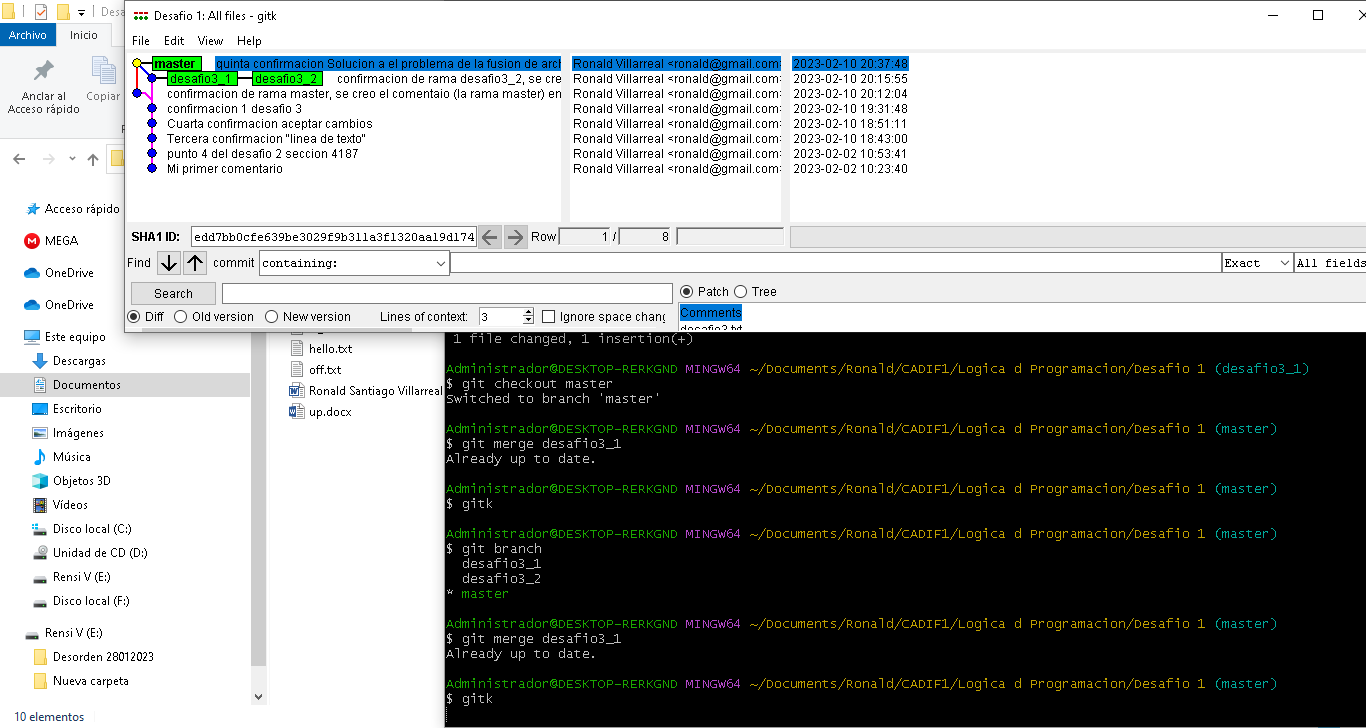 Desa
Archivo
Inicio
Anclar al
Acceso rápido
Copiar
Acceso rápido
MEGA
OneDrive
OneDrive
Este equipo
Descargas
Documentos
Escritorio
Imágenes
Música
Objetos 3D
Vídeos
Disco local (C:)
Unidad de CD (D:)
Rensi V (E:)
Disco local (F:)
Rensi V (E:)
Desorden 28012023
Nueva carpeta
10 elementos
hello.txt
off.txt
Ronald Santiago Villarreal
up.docx
Desafio 1: All files - gitk
File Edit View Help
master quinta confirmacion Solucion a el problema de la fusion de arc Ronald Villarreal <ronald@gmail.com> 2023-02-10 20:37:48
desafio3_1 desafio3_2 confirmacion de rama desafio3_2, se cre Ronald Villarreal <ronald@gmail.com> 2023-02-10 20:15:55
confirmacion de rama master, se creo el comentaio (la rama master) en Ronald Villarreal <ronald@gmail.com> 2023-02-10 20:12:04
confirmacion 1 desafio 3 Ronald Villarreal <ronald@gmail.com> 2023-02-10 19:31:48
Cuarta confirmacion aceptar cambios Ronald Villarreal <ronald@gmail.com> 2023-02-10 18:51:11
Tercera confirmacion "linea de texto" Ronald Villarreal <ronald@gmail.com> 2023-02-10 18:43:00
punto 4 del desafio 2 seccion 4187 Ronald Villarreal <ronald@gmail.com> 2023-02-02 10:53:41
Mi primer comentario Ronald Villarreal <ronald@gmail.com> 2023-02-02 10:23:40
SHA1 ID: edd7bb0cfe639be3029f9b311a3f1320aa19d174 Row 1 / 8
Find commit containing: Exact All fields
Search Patch Tree
Diff Old version New version Lines of context: 3 Ignore space chang
Comments
desafio3.txt
1 file changed, 1 insertion(+)
Administrador@DESKTOP-RERKGND MINGW64 ~/Documents/Ronald/CADIF1/Logica d Programacion/Desafio 1 (desafio3_1)
$ git checkout master
Switched to branch 'master'
Administrador@DESKTOP-RERKGND MINGW64 ~/Documents/Ronald/CADIF1/Logica d Programacion/Desafio 1 (master)
$ git merge desafio3_1
Already up to date.
Administrador@DESKTOP-RERKGND MINGW64 ~/Documents/Ronald/CADIF1/Logica d Programacion/Desafio 1 (master)
$ gitk
Administrador@DESKTOP-RERKGND MINGW64 ~/Documents/Ronald/CADIF1/Logica d Programacion/Desafio 1 (master)
$ git branch
desafio3_1
desafio3_2
* master
Administrador@DESKTOP-RERKGND MINGW64 ~/Documents/Ronald/CADIF1/Logica d Programacion/Desafio 1 (master)
$ git merge desafio3_1
Already up to date.
Administrador@DESKTOP-RERKGND MINGW64 ~/Documents/Ronald/CADIF1/Logica d Programacion/Desafio 1 (master)
$ gitk